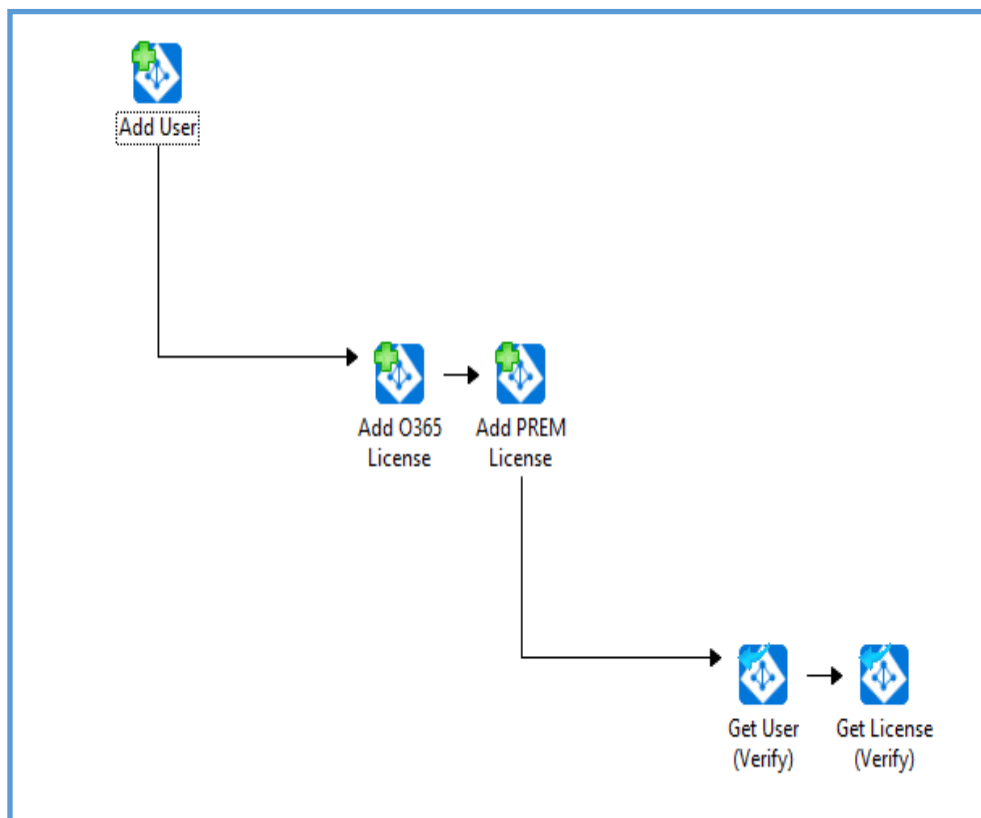 Add User
Add O365
License
Add PREM
License
Get User
(Verify)
Get License
(Verify)